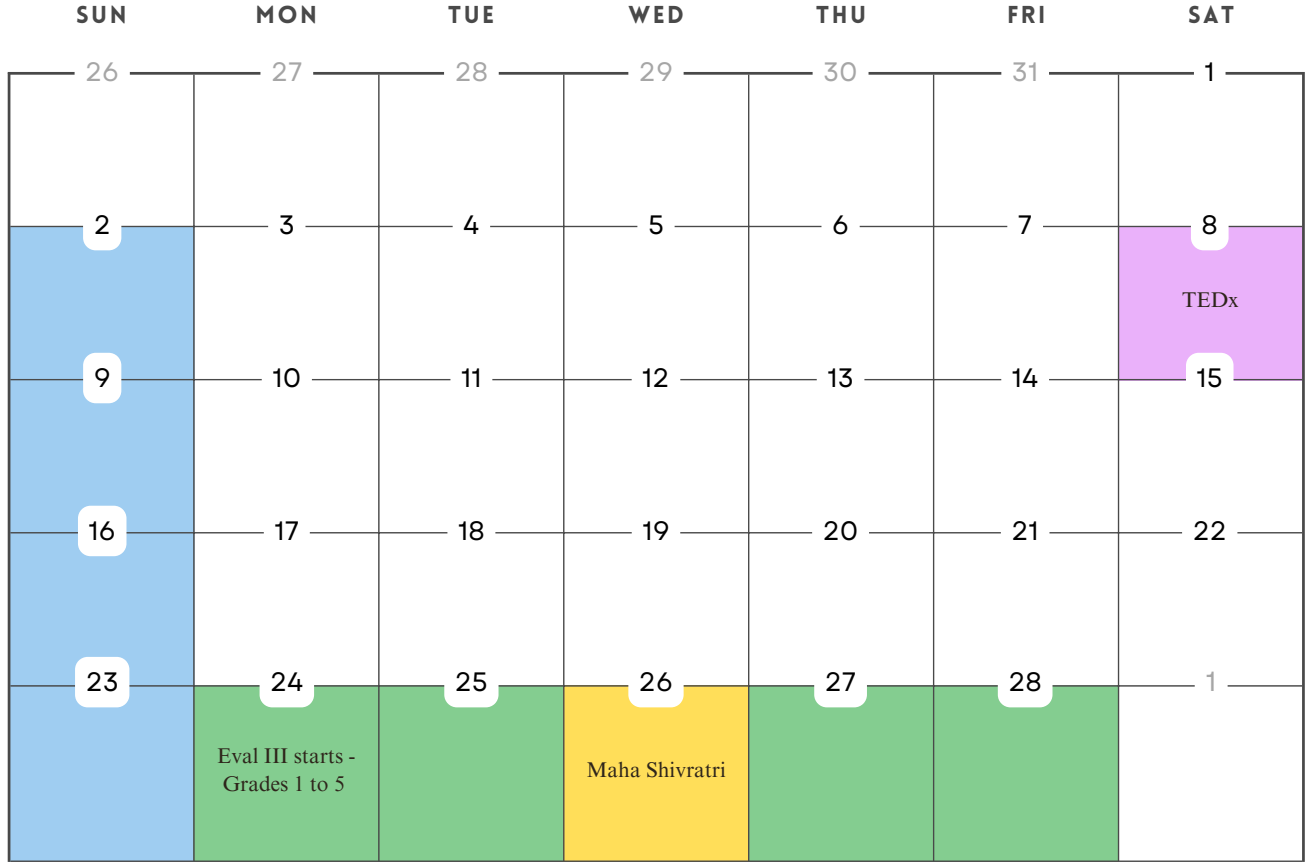 SUN MON TUE WED THU FRI SAT
26 27 28 29 30 31 1
2 3 4 5 6 7 8
TEDx
9 10 11 12 13 14 15
16 17 18 19 20 21 22
23 24 25 26 27 28 1
Eval III starts -
Grades 1 to 5
Maha Shivratri